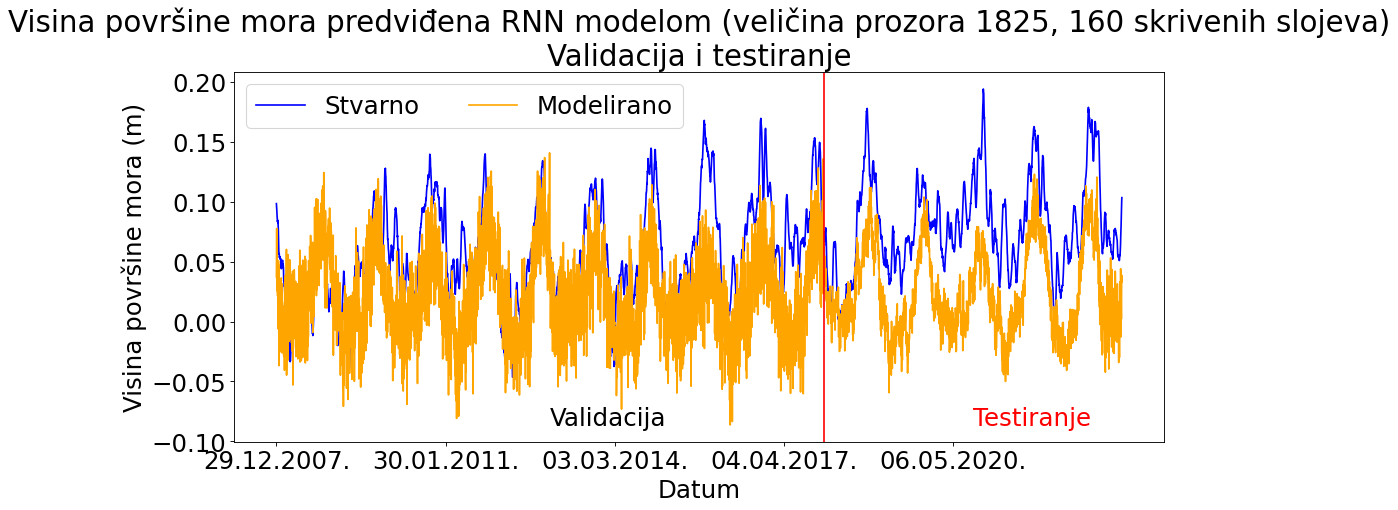 Visina površine mora predviđena RNN modelom (veličina prozora 1825, 160 skrivenih slojeva)
Validacija i testiranje
Stvarno
Modelirano
Visina površine mora (m)
0.20
0.15
0.10
0.05
0.00
−0.05
−0.10
Validacija
Testiranje
29.12.2007.
30.01.2011.
03.03.2014.
04.04.2017.
06.05.2020.
Datum